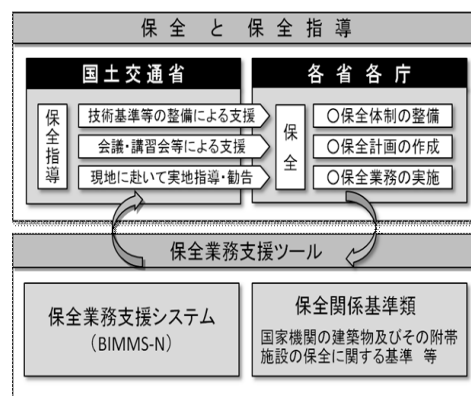 保全と保全指導
国土交通省
各省各庁
保全指導
技術基準等の整備による支援
会議・講習会等による支援
現地に赴いて実地指導・勧告
保全
〇保全体制の整備
〇保全計画の作成
〇保全業務の実施
保全業務支援ツール
保全業務支援システム
（BIMMS-N）
保全関係基準類
国家機関の建築物及びその附帯
施設の保全に関する基準 等